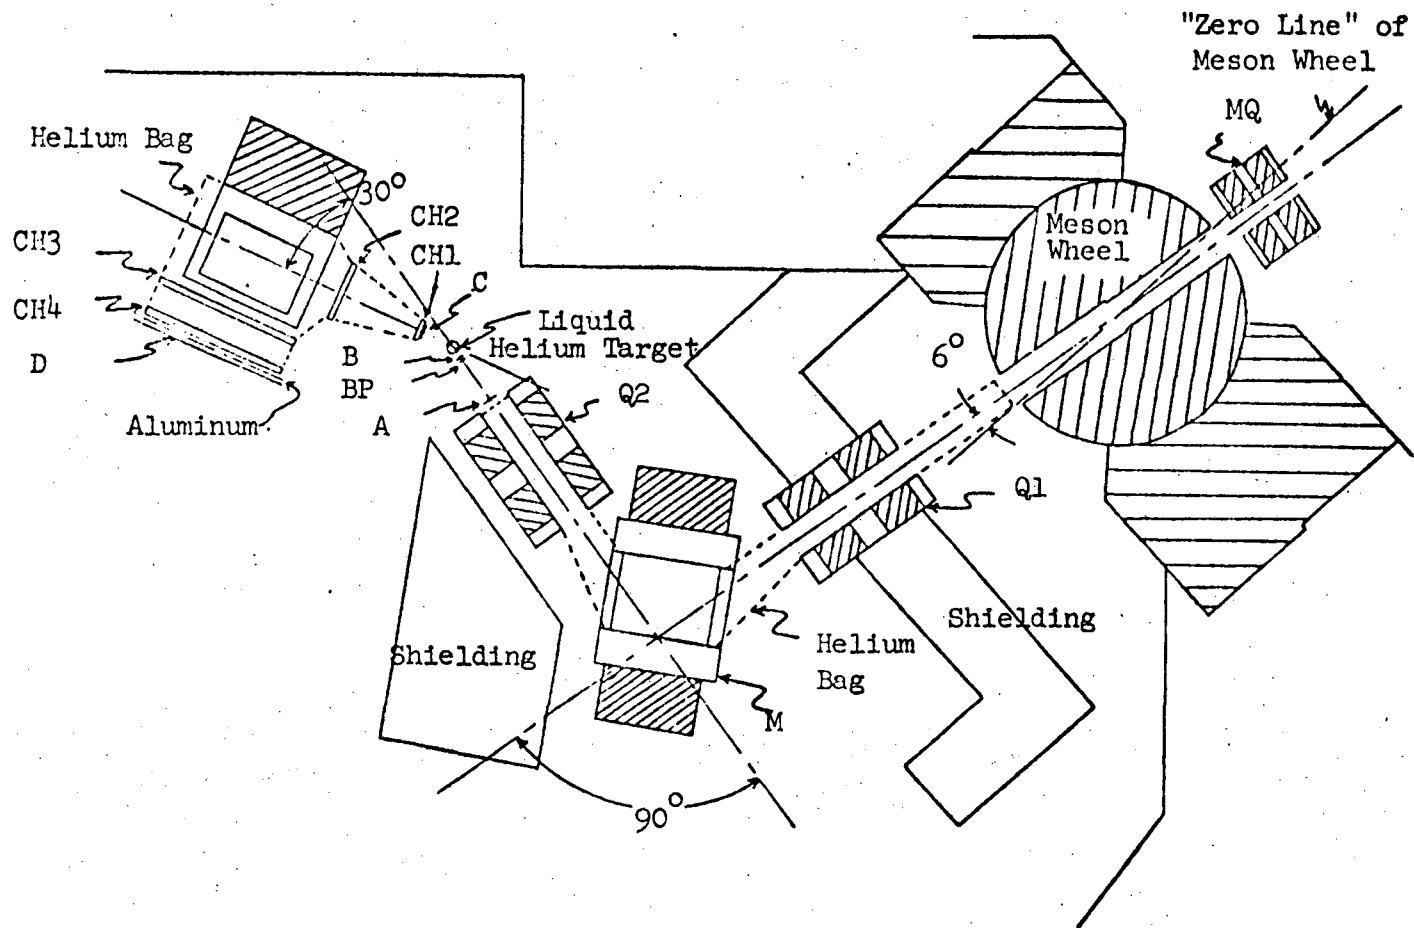 "Zero Line" of
Meson Wheel
MQ
Helium Bag
30°
CH2
CH1
CH3
C
Meson
Wheel
CH4
Liquid
Helium Target
D
B
BP
6°
Q2
Aluminum
A
Q1
Shielding
Shielding
Helium
Bag
M
90°